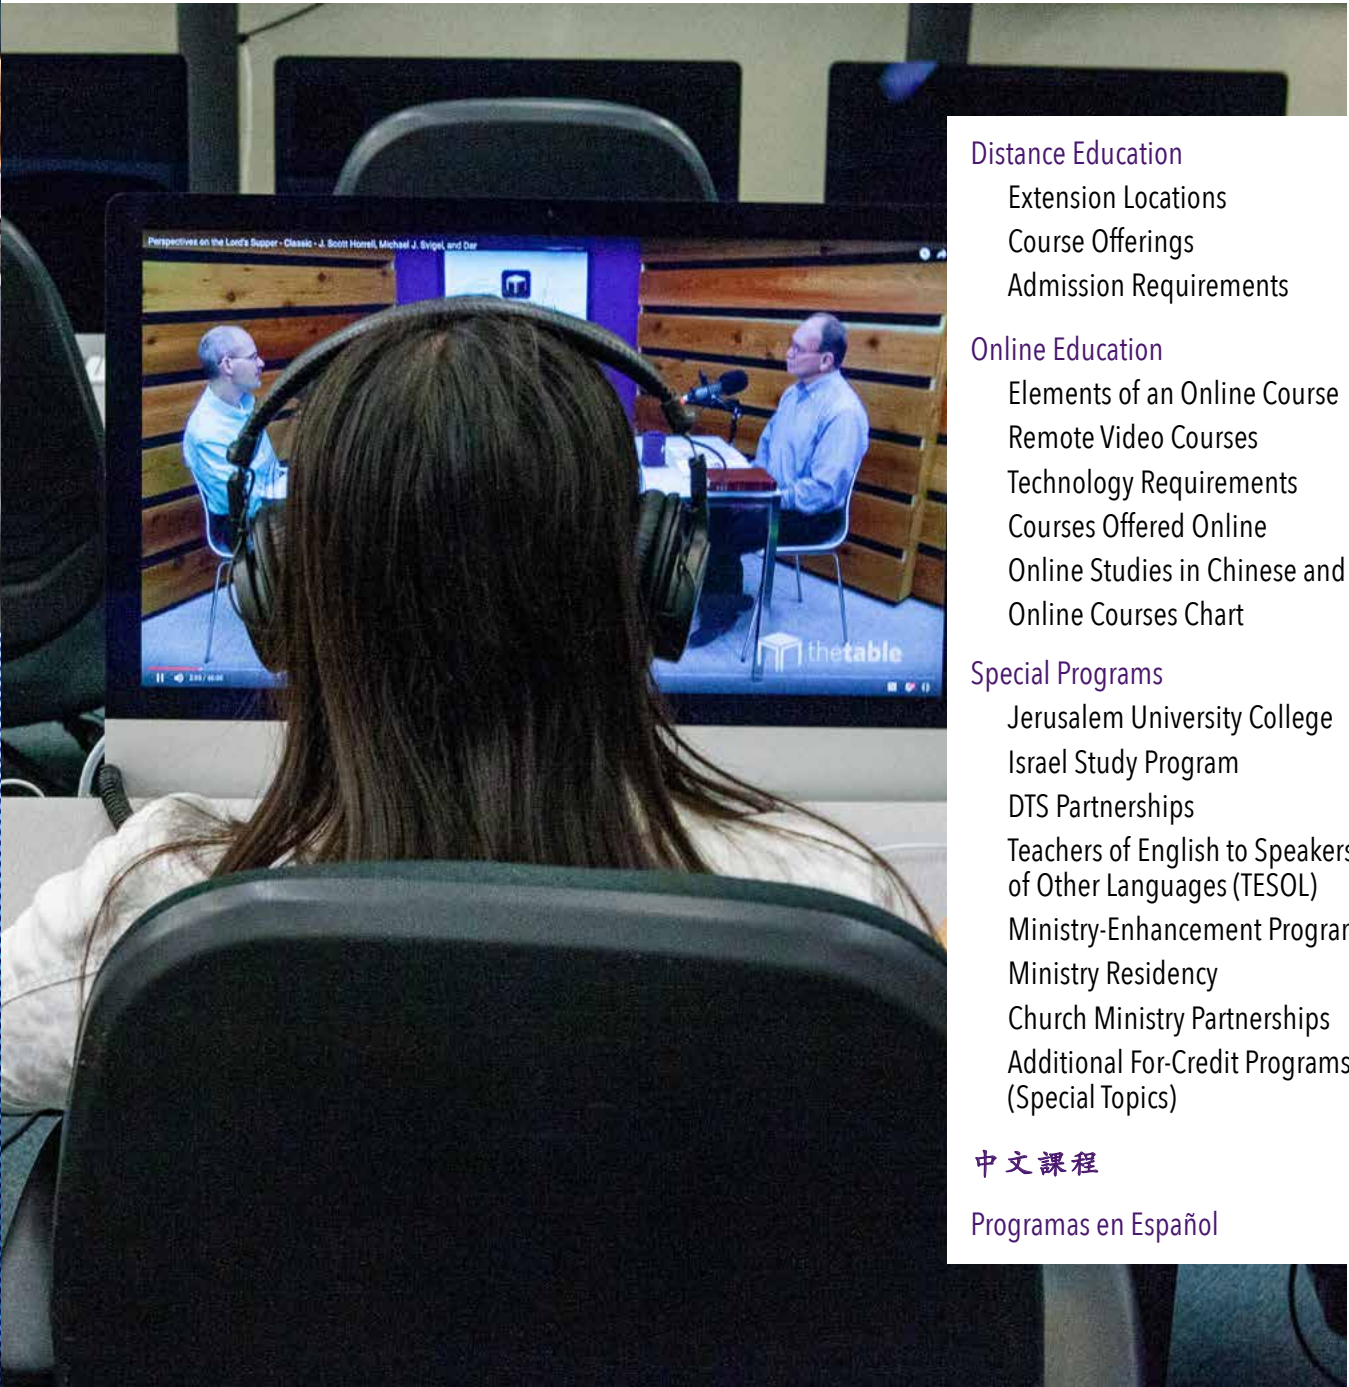 Perspectives on the Lord's Supper - Classic - J. Scott Horrell, Michael J. Svigel, and Dar
thetable
Distance Education
Extension Locations
Course Offerings
Admission Requirements
Online Education
Elements of an Online Course
Remote Video Courses
Technology Requirements
Courses Offered Online
Online Studies in Chinese and
Online Courses Chart
Special Programs
Jerusalem University College
Israel Study Program
DTS Partnerships
Teachers of English to Speakers
of Other Languages (TESOL)
Ministry-Enhancement Program
Ministry Residency
Church Ministry Partnerships
Additional For-Credit Programs
(Special Topics)
中文課程
Programas en Español